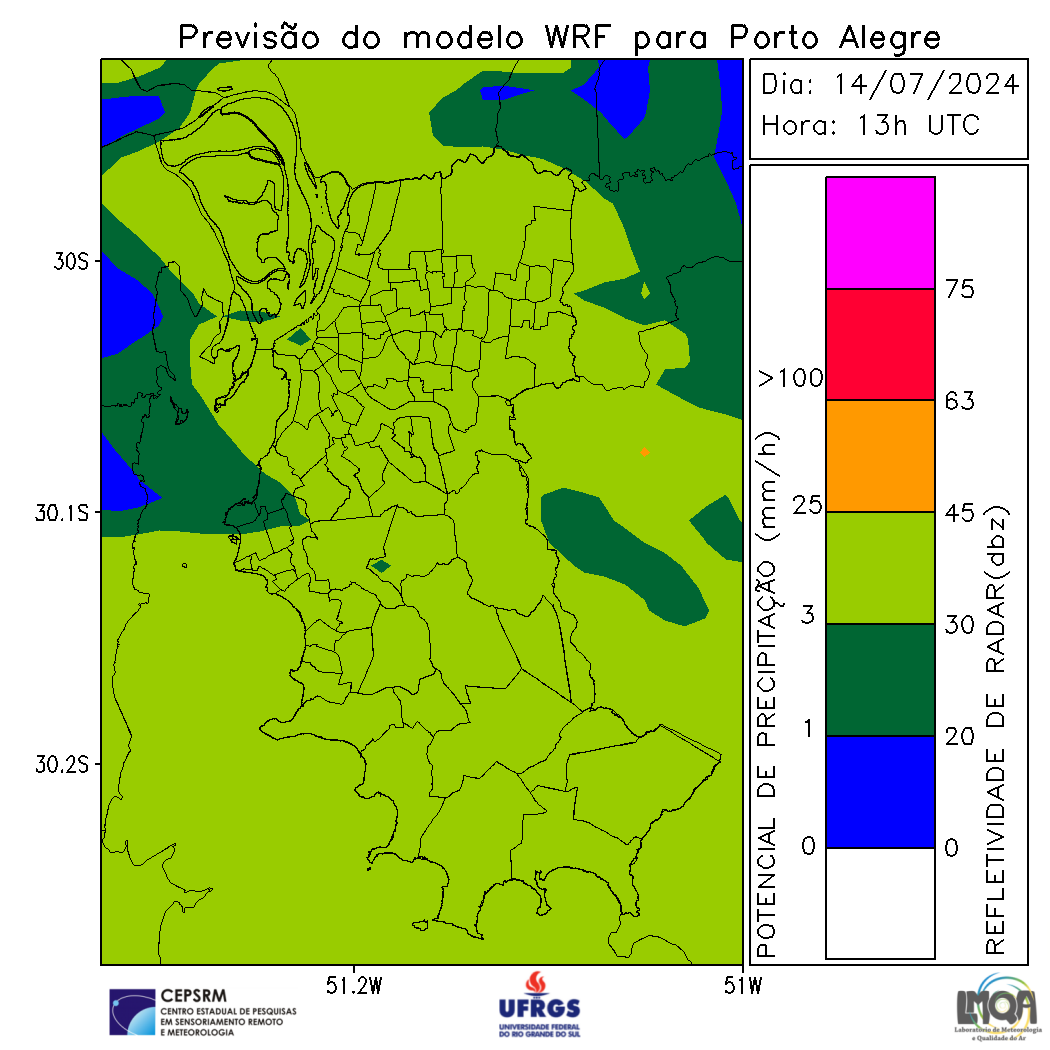 Previsão do modelo WRF para Porto Alegre
Dia: 14/07/2024
Hora: 13h UTC
30S
30.1S
30.2S
51.2W
51W
POTENCIAL DE PRECIPITAÇÃO (mm/h)
>100
25
3
1
0
75
63
45
30
20
0
REFLETIVIDADE DE RADAR(dbz)
CEPSRM
CENTRO ESTADUAL DE PESQUISAS
EM SENSORIAMENTO REMOTO
E METEOROLOGIA
UFRGS
UNIVERSIDADE FEDERAL
DO RIO GRANDE DO SUL
LMQA
Laboratório de Meteorologia
e Qualidade do Ar